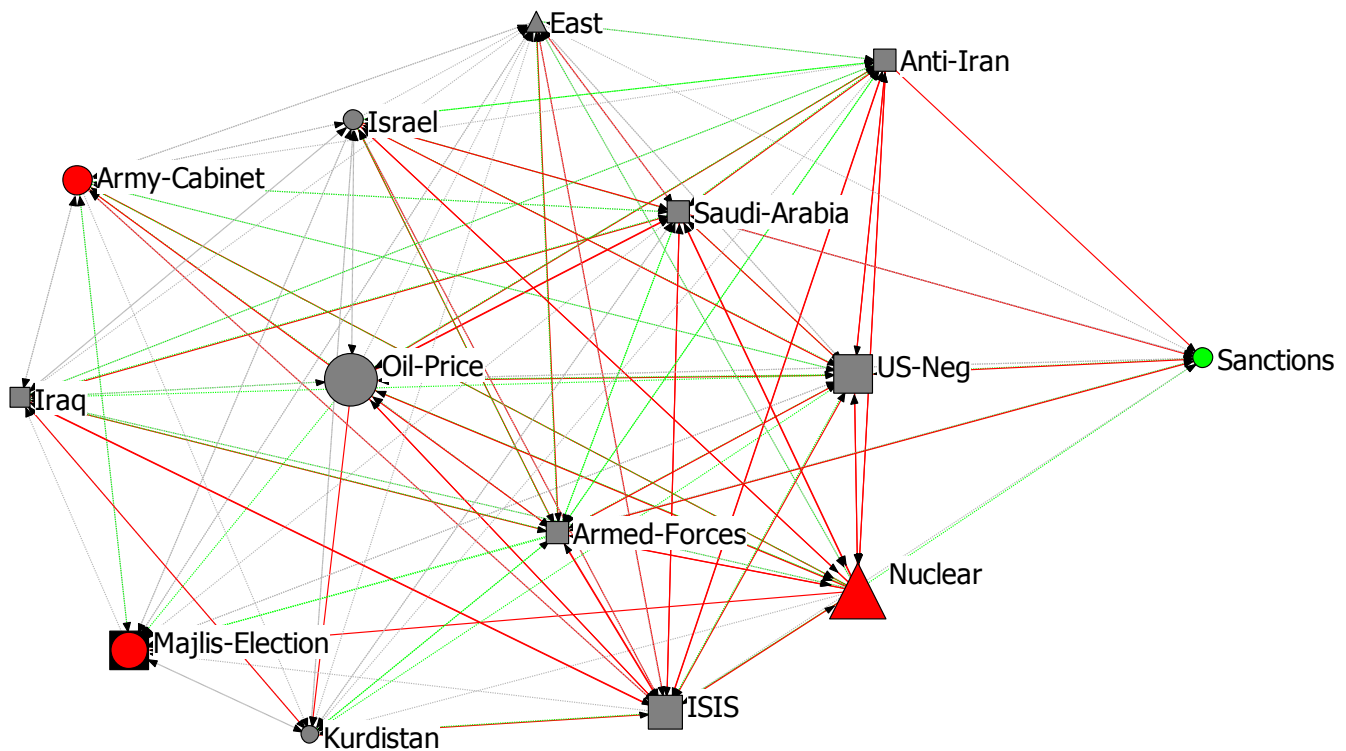 East
Anti-Iran
Israel
Army-Cabinet
Saudi-Arabia
Oil-Price
US-Neg
Sanctions
Iraq
Armed-Forces
Nuclear
Majlis-Election
ISIS
Kurdistan